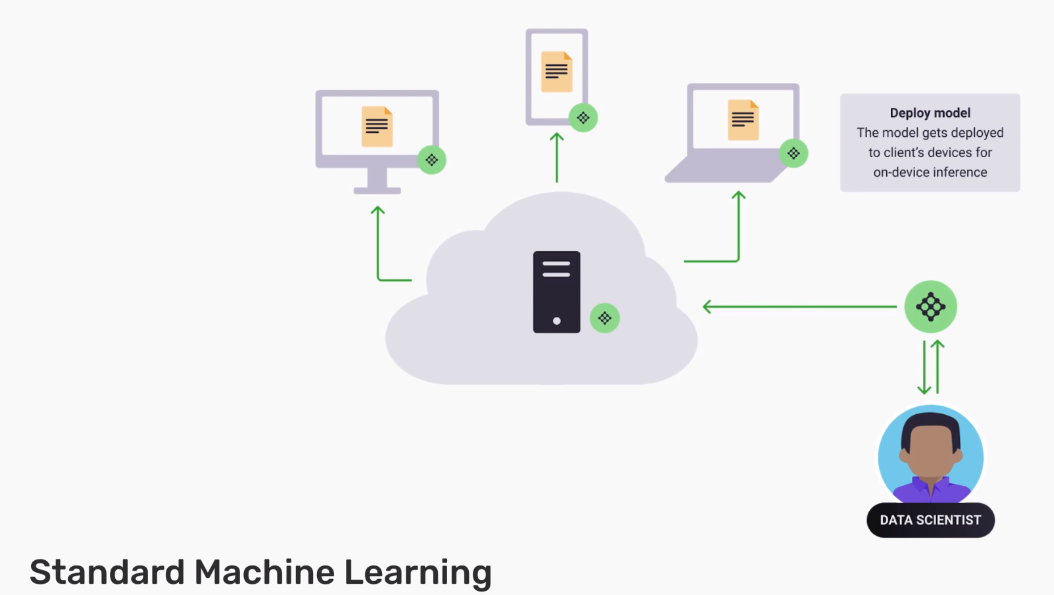 Deploy model
The model gets deployed
to client's devices for
on-device inference
DATA SCIENTIST
Standard Machine Learning